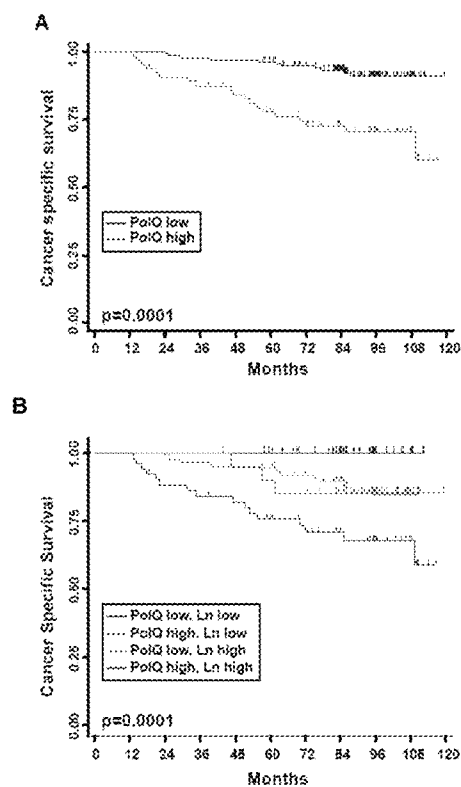 A
Cancer specific survival
1.00
0.75
0.50
0.25
0.00
PolQ low
PolQ high
p=0.0001
0 12 24 36 48 60 72 84 96 108 120
Months
B
Cancer Specific Survival
1.00
0.75
0.50
0.25
0.00
PolQ low, Ln low
PolQ high, Ln low
PolQ low, Ln high
PolQ high, Ln high
p=0.0001
0 12 24 36 48 60 72 84 96 108 120
Months